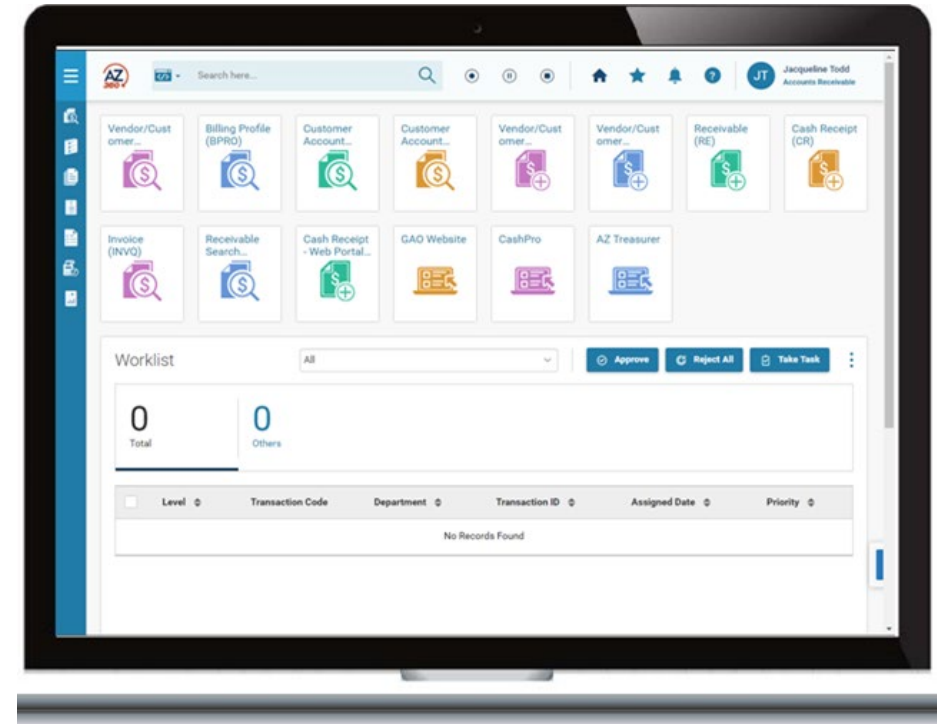 AZ
360
Search here...
JT
Jacqueline Todd
Accounts Receivable
Vendor/Cust
omer...
Billing Profile
(BPRO)
Customer
Account...
Customer
Account...
Vendor/Cust
omer...
Vendor/Cust
omer...
Receivable
(RE)
Cash Receipt
(CR)
Invoice
(INVQ)
Receivable
Search...
Cash Receipt
- Web Portal...
GAO Website
CashPro
AZ Treasurer
Worklist
All
Approve
Reject All
Take Task
0
Total
0
Others
Level
Transaction Code
Department
Transaction ID
Assigned Date
Priority
No Records Found